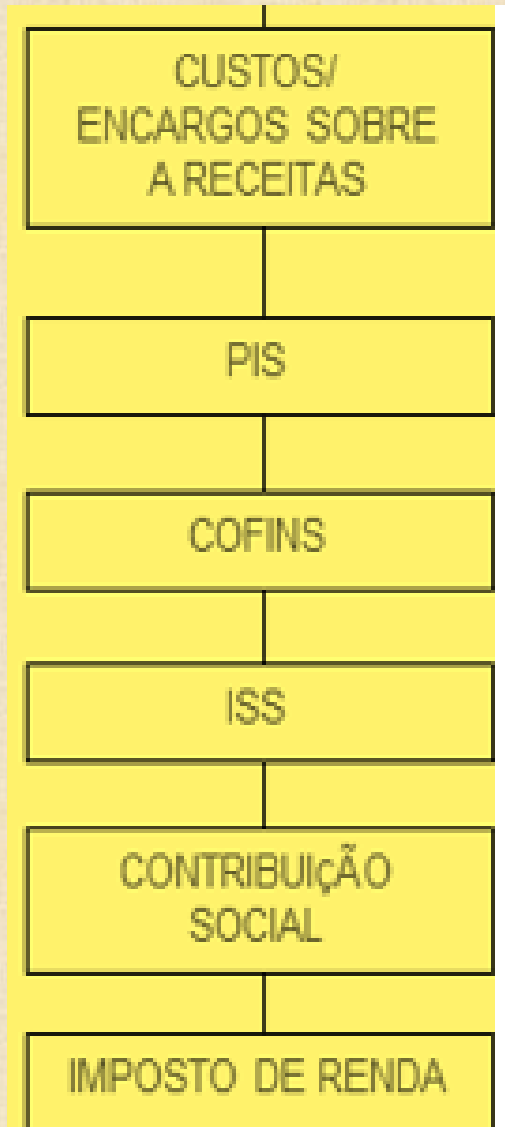 CUSTOS/
ENCARGOS SOBRE
A RECEITAS
PIS
COFINS
ISS
CONTRIBUIçÃO
SOCIAL
IMPOSTO DE RENDA